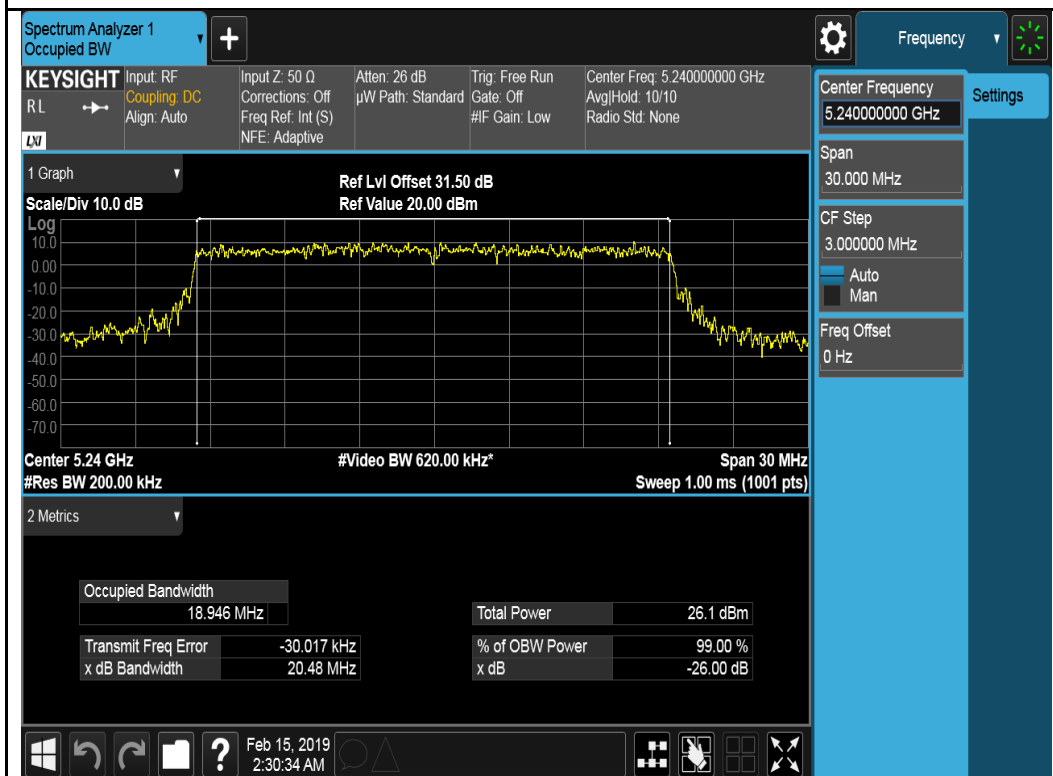 Spectrum Analyzer 1
Occupied BW
+
Frequency
KEYSIGHT
RL
LXI
Input: RF
Coupling: DC
Align: Auto
Input Z: 50 Ω
Corrections: Off
Freq Ref: Int (S)
NFE: Adaptive
Atten: 26 dB
µW Path: Standard
Trig: Free Run
Gate: Off
#IF Gain: Low
Center Freq: 5.240000000 GHz
Avg|Hold: 10/10
Radio Std: None
Center Frequency
5.240000000 GHz
Settings
Span
30.000 MHz
CF Step
3.000000 MHz
Auto
Man
Freq Offset
0 Hz
1 Graph
Scale/Div 10.0 dB
Ref Lvl Offset 31.50 dB
Ref Value 20.00 dBm
Log
10.0
0.00
-10.0
-20.0
-30.0
-40.0
-50.0
-60.0
-70.0
Center 5.24 GHz
#Video BW 620.00 kHz*
Span 30 MHz
#Res BW 200.00 kHz
Sweep 1.00 ms (1001 pts)
2 Metrics
Occupied Bandwidth
18.946 MHz
Total Power 26.1 dBm
Transmit Freq Error -30.017 kHz
% of OBW Power 99.00 %
x dB Bandwidth 20.48 MHz
x dB -26.00 dB
?
Feb 15, 2019
2:30:34 AM